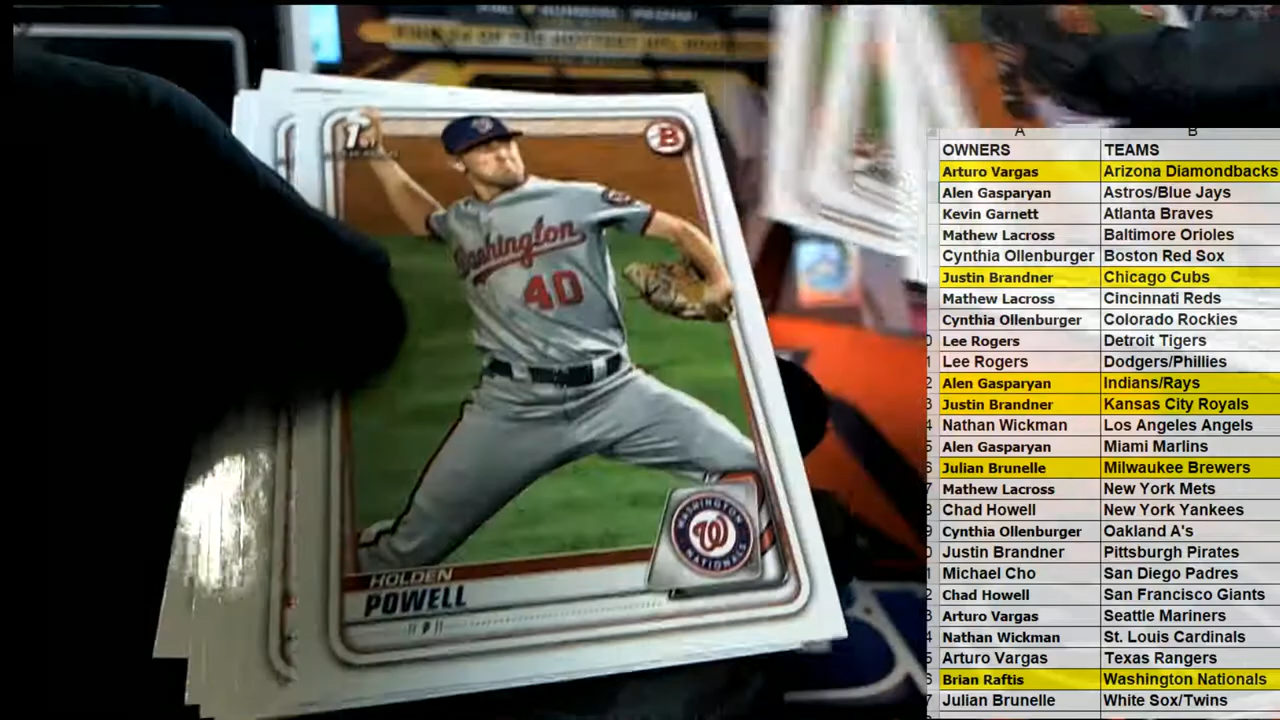 1st
B
Washington
40
WASHINGTON
W
NATIONALS
HOLDEN
POWELL
P
A B
OWNERS TEAMS
Arturo Vargas Arizona Diamondbacks
Alen Gasparyan Astros/Blue Jays
Kevin Garnett Atlanta Braves
Mathew Lacross Baltimore Orioles
Cynthia Ollenburger Boston Red Sox
Justin Brandner Chicago Cubs
Mathew Lacross Cincinnati Reds
Cynthia Ollenburger Colorado Rockies
Lee Rogers Detroit Tigers
Lee Rogers Dodgers/Phillies
Alen Gasparyan Indians/Rays
Justin Brandner Kansas City Royals
Nathan Wickman Los Angeles Angels
Alen Gasparyan Miami Marlins
Julian Brunelle Milwaukee Brewers
Mathew Lacross New York Mets
Chad Howell New York Yankees
Cynthia Ollenburger Oakland A's
Justin Brandner Pittsburgh Pirates
Michael Cho San Diego Padres
Chad Howell San Francisco Giants
Arturo Vargas Seattle Mariners
Nathan Wickman St. Louis Cardinals
Arturo Vargas Texas Rangers
Brian Raftis Washington Nationals
Julian Brunelle White Sox/Twins